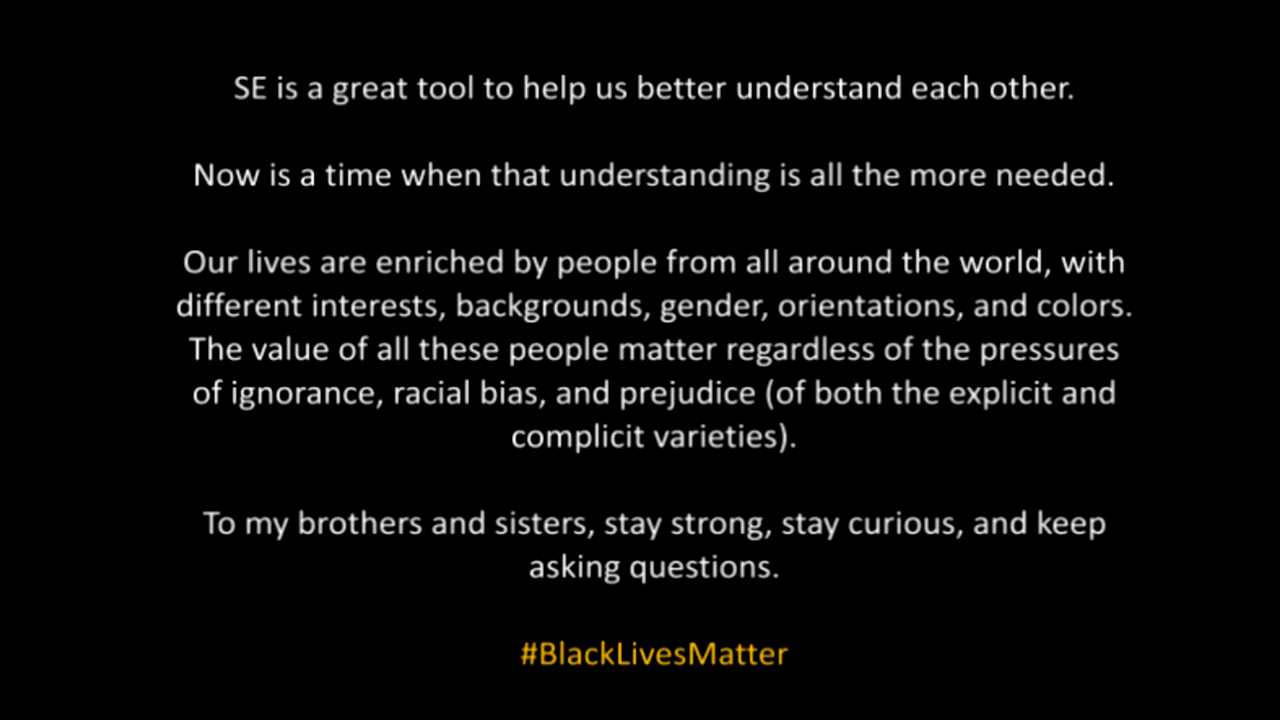 SE is a great tool to help us better understand each other.
Now is a time when that understanding is all the more needed.
Our lives are enriched by people from all around the world, with
different interests, backgrounds, gender, orientations, and colors.
The value of all these people matter regardless of the pressures
of ignorance, racial bias, and prejudice (of both the explicit and
complicit varieties).
To my brothers and sisters, stay strong, stay curious, and keep
asking questions.
#BlackLivesMatter